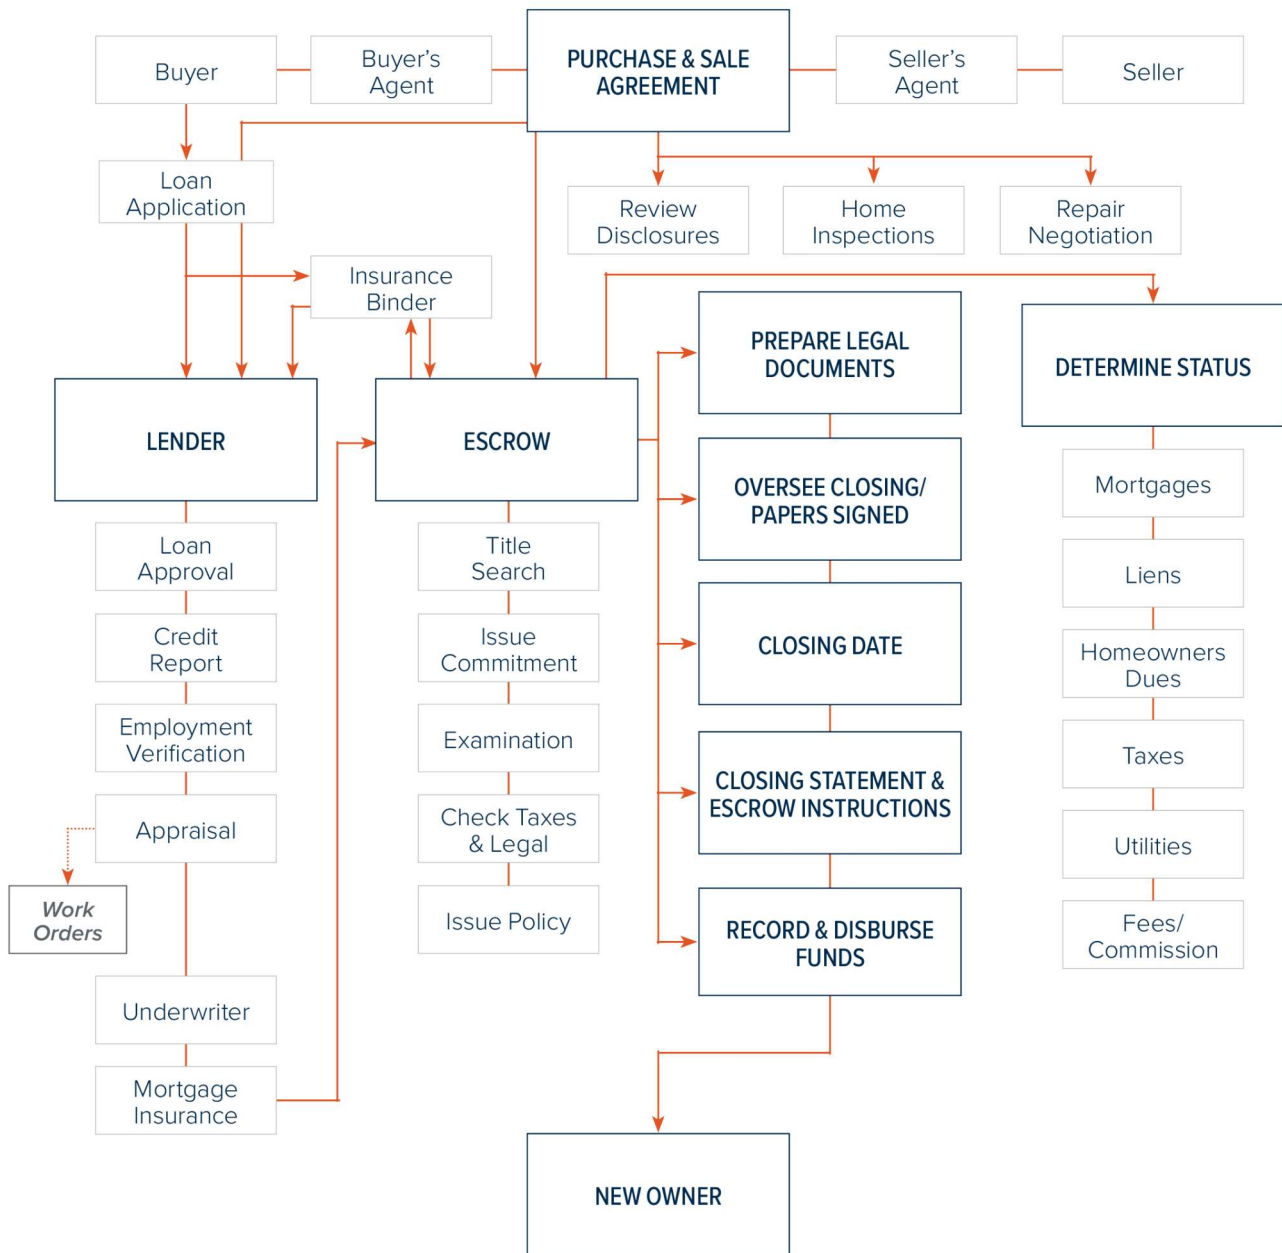 PURCHASE & SALE
AGREEMENT
Buyer
Buyer’s
Agent
Seller’s
Agent
Seller
Loan
Application
Review
Disclosures
Home
Inspections
Repair
Negotiation
Insurance
Binder
LENDER
ESCROW
PREPARE LEGAL
DOCUMENTS
DETERMINE STATUS
OVERSEE CLOSING/
PAPERS SIGNED
CLOSING DATE
CLOSING STATEMENT &
ESCROW INSTRUCTIONS
RECORD & DISBURSE
FUNDS
Loan
Approval
Credit
Report
Employment
Verification
Appraisal
Work
Orders
Underwriter
Mortgage
Insurance
Title
Search
Issue
Commitment
Examination
Check Taxes
& Legal
Issue Policy
Mortgages
Liens
Homeowners
Dues
Taxes
Utilities
Fees/
Commission
NEW OWNER